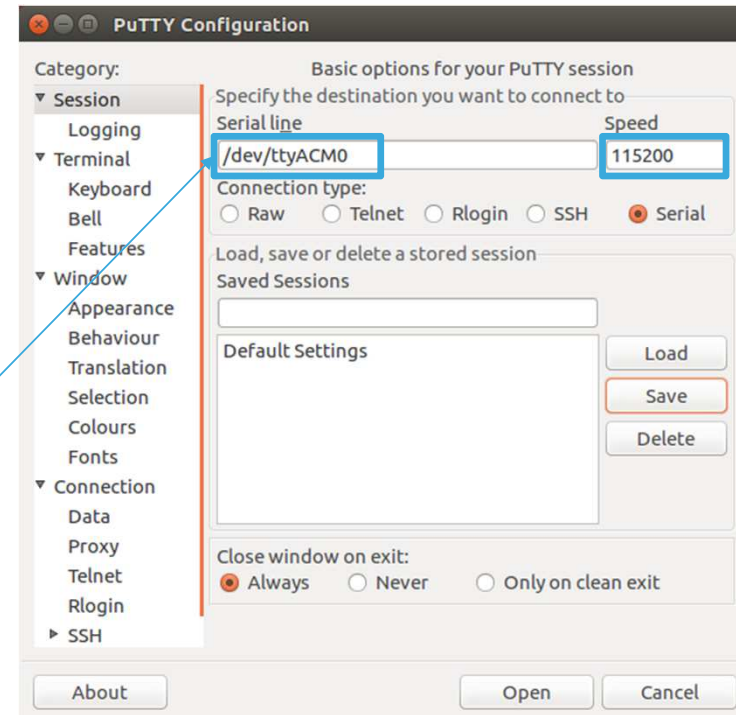 PuTTY Configuration
Category:
Session
Logging
Terminal
Keyboard
Bell
Features
Window
Appearance
Behaviour
Translation
Selection
Colours
Fonts
Connection
Data
Proxy
Telnet
Rlogin
SSH
Basic options for your PuTTY session
Specify the destination you want to connect to
Serial line Speed
/dev/ttyACM0 115200
Connection type:
Raw Telnet Rlogin SSH Serial
Load, save or delete a stored session
Saved Sessions
Default Settings
Load
Save
Delete
Close window on exit:
Always Never Only on clean exit
About Open Cancel